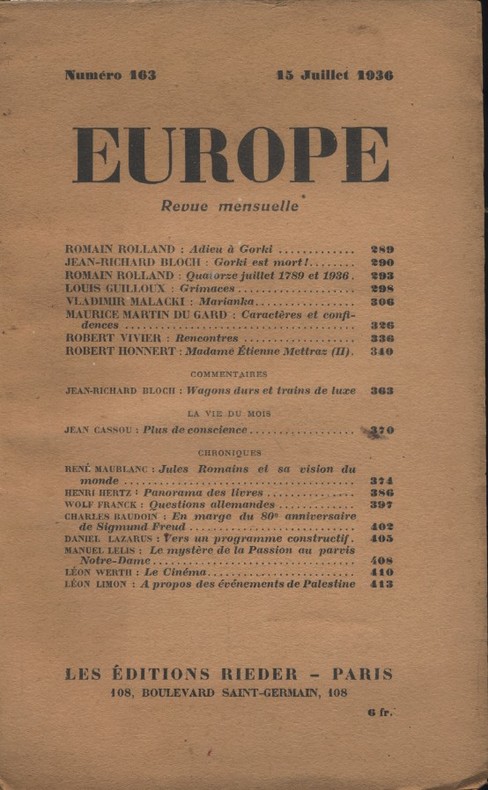 Numéro 163 15 Juillet 1936
EUROPE
Revue mensuelle
ROMAIN ROLLAND : Adieu à Gorki ............. 289
JEAN-RICHARD BLOCH : Gorki est mort!........ 290
ROMAIN ROLLAND : Quatorze juillet 1789 et 1936 . 293
LOUIS GUILLOUX : Grimaces .................... 298
VLADIMIR MALACKI : Marianka................. 306
MAURICE MARTIN DU GARD : Caractères et confi-
dences ........................................ 326
ROBERT VIVIER : Rencontres ................... 336
ROBERT HONNERT : Madame Étienne Mettraz (II). 340
COMMENTAIRES
JEAN-RICHARD BLOCH : Wagons durs et trains de luxe 363
LA VIE DU MOIS
JEAN CASSOU : Plus de conscience................. 370
CHRONIQUES
RENÉ MAUBLANC : Jules Romains et sa vision du
monde ........................................ 374
HENRI HERTZ : Panorama des livres ............... 386
WOLF FRANCK : Questions allemandes .............. 397
CHARLES BAUDOIN : En marge du 80e anniversaire
de Sigmund Freud ............................. 402
DANIEL LAZARUS : Vers un programme constructif . 405
MANUEL LELIS : Le mystère de la Passion au parvis
Notre-Dame ................................... 408
LÉON WERTH : Le Cinéma........................ 410
LÉON LIMON : A propos des événements de Palestine 413
LES ÉDITIONS RIEDER – PARIS
108, BOULEVARD SAINT-GERMAIN, 108
6 fr.